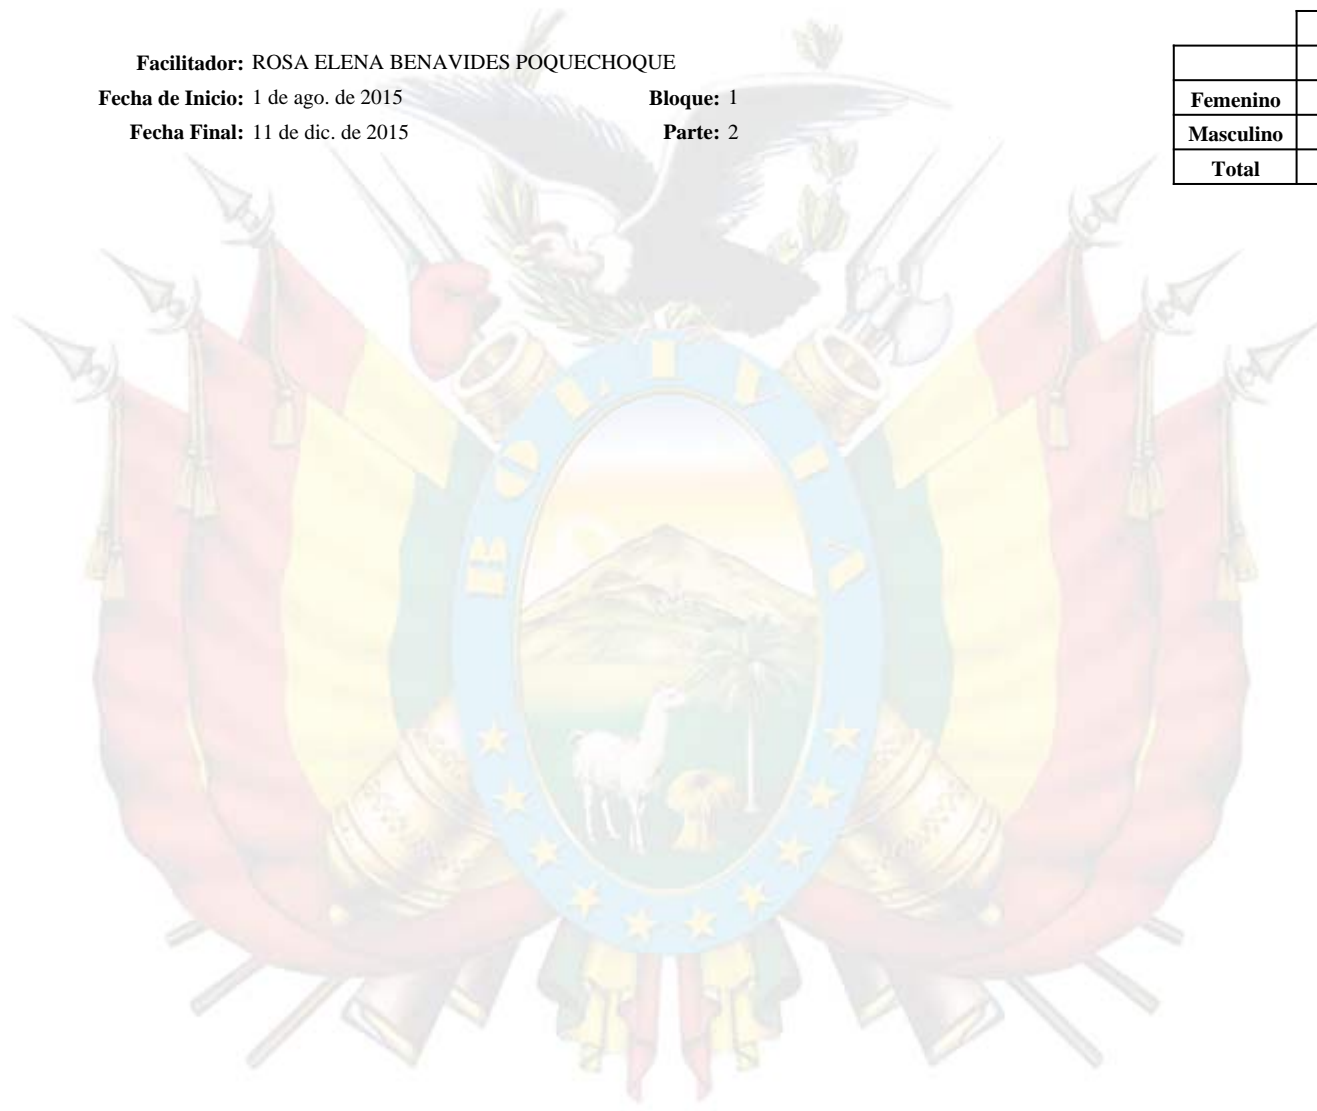 Facilitador: ROSA ELENA BENAVIDES POQUECHOQUE
Fecha de Inicio: 1 de ago. de 2015 Bloque: 1
Fecha Final: 11 de dic. de 2015 Parte: 2
Femenino
Masculino
Total
BOLIVIA